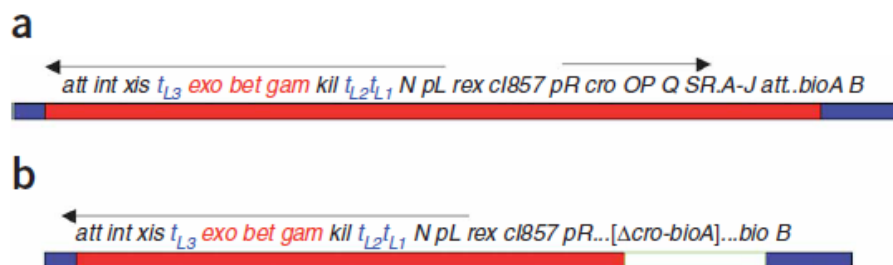 a
att int xis tL3 exo bet gam kil tL2tL1 N pL rex cI857 pR cro OP Q SR.A-J att..bioA B
b
att int xis tL3 exo bet gam kil tL2tL1 N pL rex cI857 pR...[Δcro-bioA]...bio B